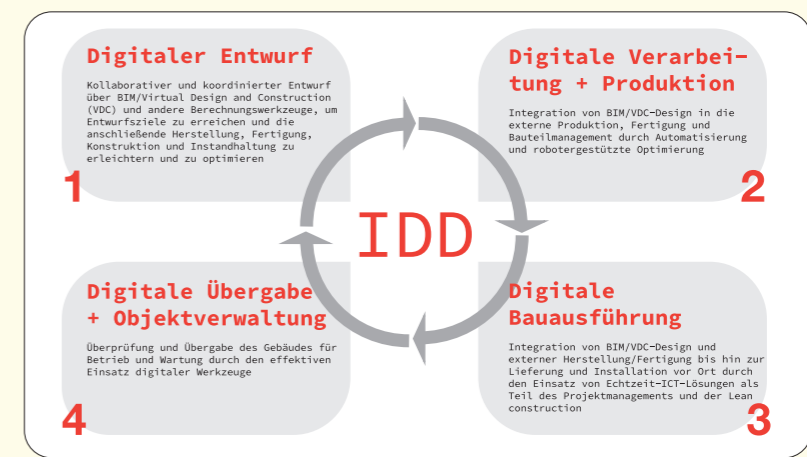 Digitaler Entwurf
Kollaborativer und koordinierter Entwurf
über BIM/Virtual Design and Construction
(VDC) und andere Berechnungswerkzeuge, um
Entwurfsziele zu erreichen und die
anschließende Herstellung, Fertigung,
Konstruktion und Instandhaltung zu
erleichtern und zu optimieren
1
Digitale Verarbei-
tung + Produktion
Integration von BIM/VDC-Design in die
externe Produktion, Fertigung und
Bauteilmanagement durch Automatisierung
und robotergestützte Optimierung
2
IDD
Digitale
Bauausführung
Integration von BIM/VDC-Design und
externer Herstellung/Fertigung bis hin zur
Lieferung und Installation vor Ort durch
den Einsatz von Echtzeit-ICT-Lösungen als
Teil des Projektmanagements und der Lean
construction
3
Digitale Übergabe
+ Objektverwaltung
Überprüfung und Übergabe des Gebäudes für
Betrieb und Wartung durch den effektiven
Einsatz digitaler Werkzeuge
4